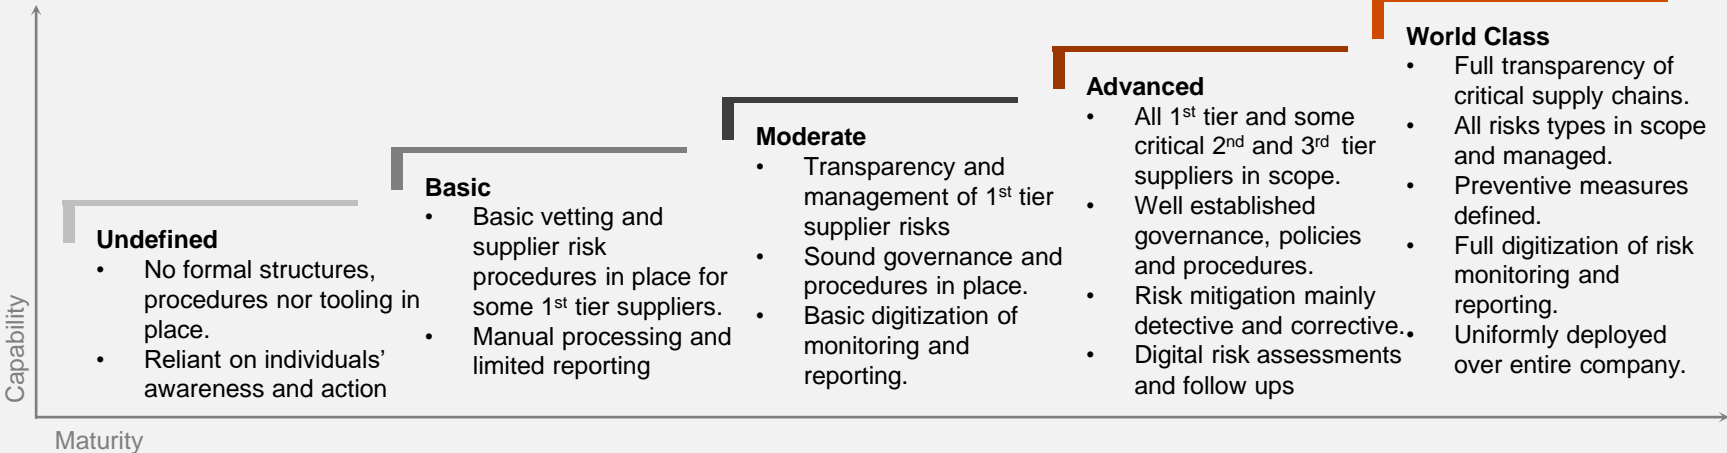 Capability
Undefined
• No formal structures,
procedures nor tooling in
place.
• Reliant on individuals’
awareness and action
Basic
• Basic vetting and
supplier risk
procedures in place for
some 1st tier suppliers.
• Manual processing and
limited reporting
Moderate
• Transparency and
management of 1st tier
supplier risks
• Sound governance and
procedures in place.
• Basic digitization of
monitoring and
reporting.
Advanced
• All 1st tier and some
critical 2nd and 3rd tier
suppliers in scope.
• Well established
governance, policies
and procedures.
• Risk mitigation mainly
detective and corrective.
• Digital risk assessments
and follow ups
World Class
• Full transparency of
critical supply chains.
• All risks types in scope
and managed.
• Preventive measures
defined.
• Full digitization of risk
monitoring and
reporting.
• Uniformly deployed
over entire company.
Maturity